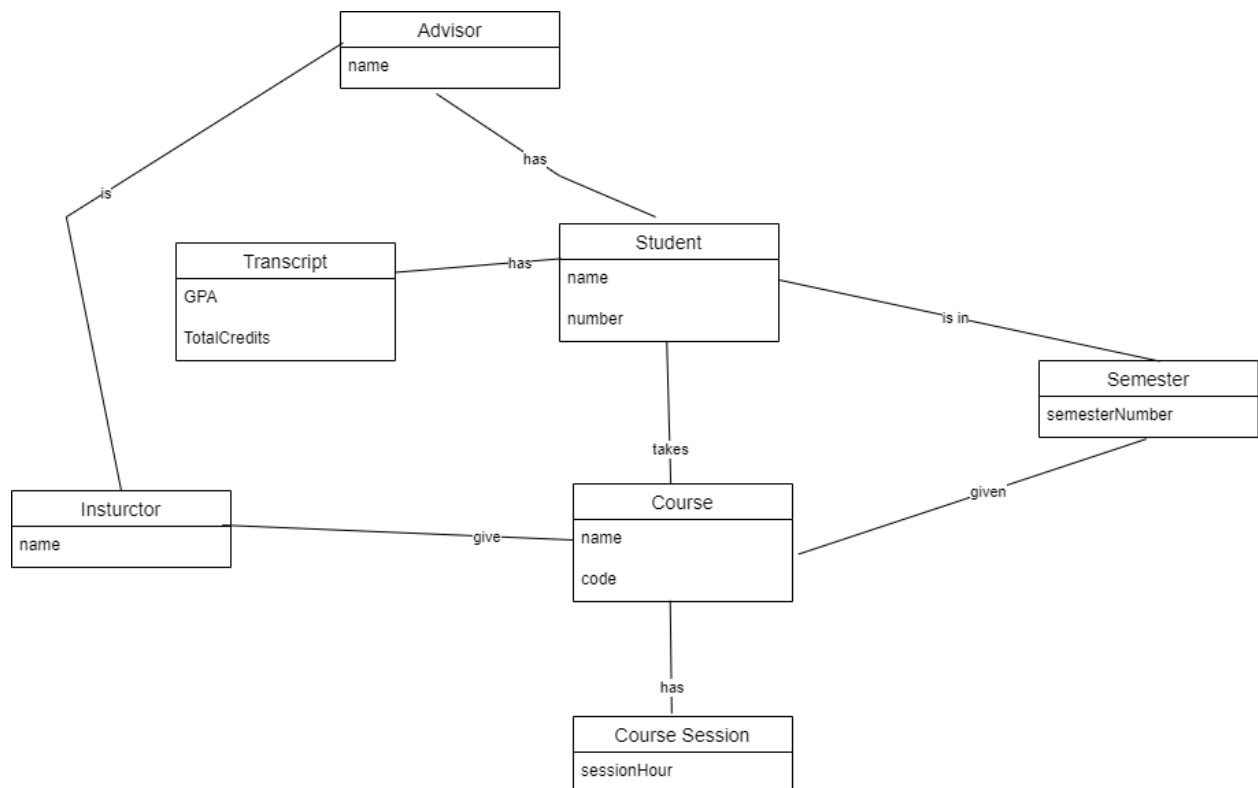 Advisor
name
has
is
Student
name
number
Transcript
GPA
TotalCredits
has
is in
Semester
semesterNumber
takes
given
Insturctor
name
give
Course
name
code
has
Course Session
sessionHour